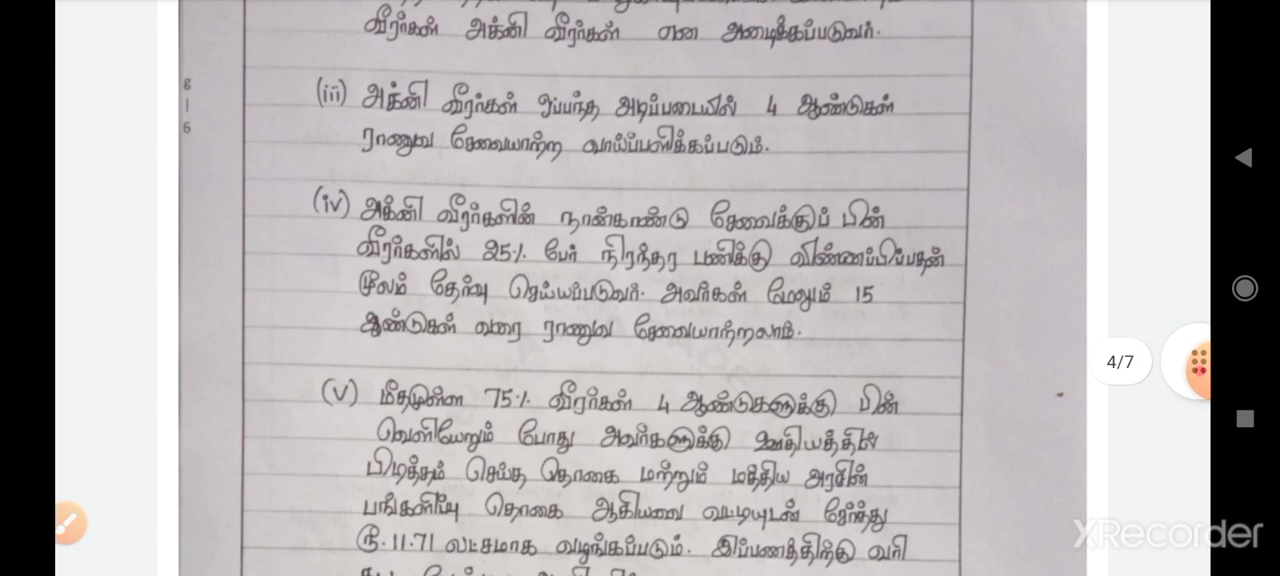 வீரர்கள் அக்னி வீரர்கள் என அழைக்கப்படுவர்.
(iii) அக்னி வீரர்கள் ஒப்பந்த அடிப்படையில் 4 ஆண்டுகள்
ராணுவ சேவையாற்ற வாய்ப்பளிக்கப்படும்.
(iv) அக்னி வீரர்களின் நான்காண்டு சேவைக்குப் பின்
வீரர்களில் 25% பேர் நிரந்தர பணிக்கு விண்ணப்பிப்பதன்
மூலம் தேர்வு செய்யப்படுவர். அவர்கள் மேலும் 15
ஆண்டுகள் வரை ராணுவ சேவையாற்றலாம்.
(v) மீதமுள்ள 75% வீரர்கள் 4 ஆண்டுகளுக்கு பின்
வெளியேறும் போது அவர்களுக்கு ஊதியத்தில்
பிடித்தம் செய்த தொகை மற்றும் மத்திய அரசின்
பங்களிப்பு தொகை ஆகியவை வட்டியுடன் சேர்த்து
ரூ.11.71 லட்சமாக வழங்கப்படும். இப்பணத்திற்கு வரி
B
1
6
4/7
XRecorder